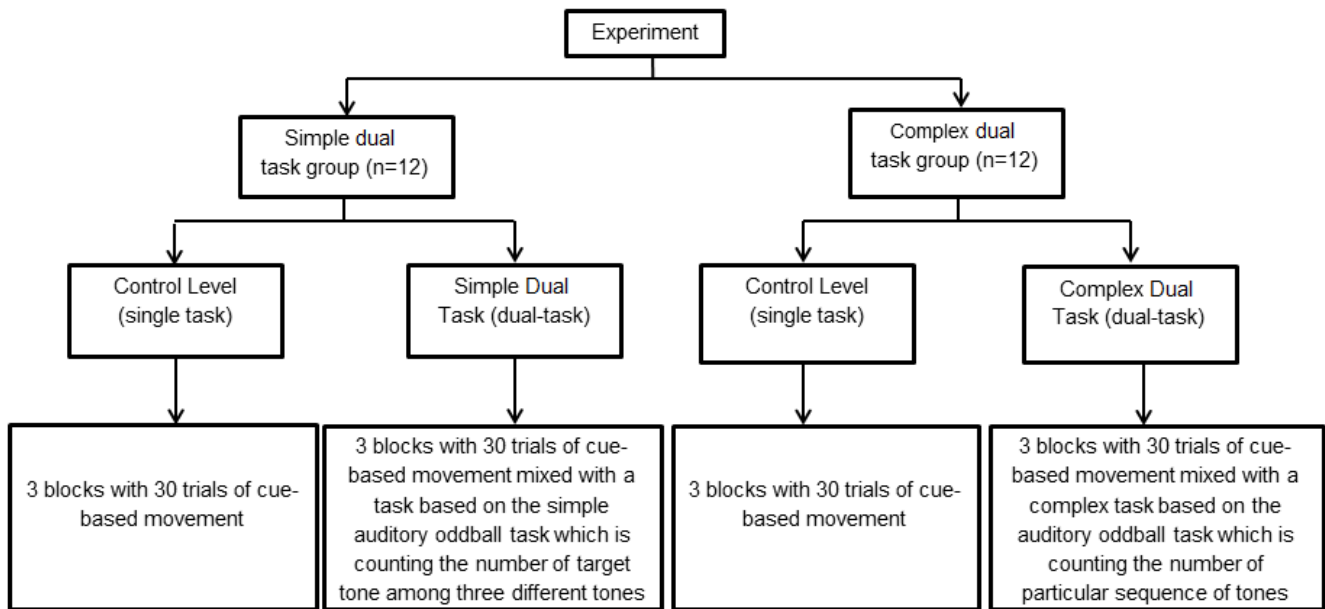 Experiment
Simple dual
task group (n=12)
Complex dual
task group (n=12)
Control Level
(single task)
Simple Dual
Task (dual-task)
Control Level
(single task)
Complex Dual
Task (dual-task)
3 blocks with 30 trials of cue-
based movement
3 blocks with 30 trials of cue-
based movement mixed with a
task based on the simple
auditory oddball task which is
counting the number of target
tone among three different tones
3 blocks with 30 trials of cue-
based movement
3 blocks with 30 trials of cue-
based movement mixed with a
complex task based on the
auditory oddball task which is
counting the number of
particular sequence of tones